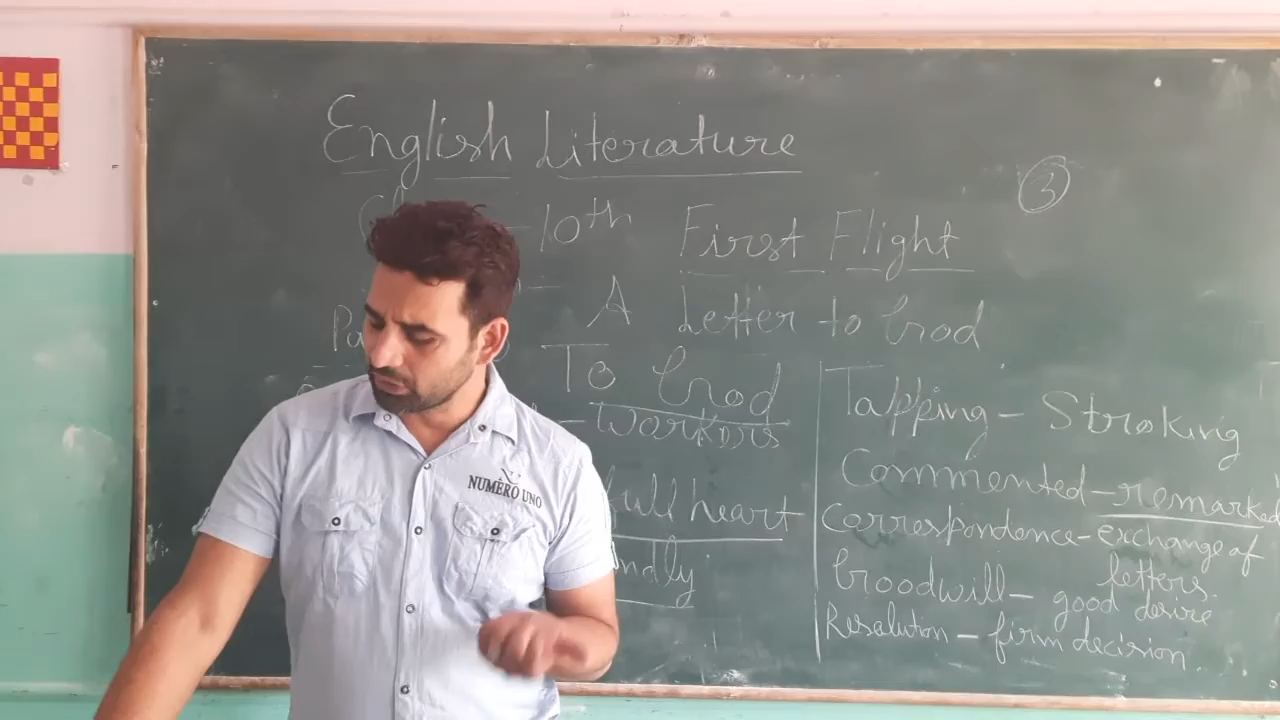 English Literature
3
10th First Flight
A Letter to God
To God
Workers
full heart
Tapping - Stroking
Commented - remarked
Correspondence - exchange of
letters.
Goodwill - good desire
Resolution - firm decision.
NUMERO UNO